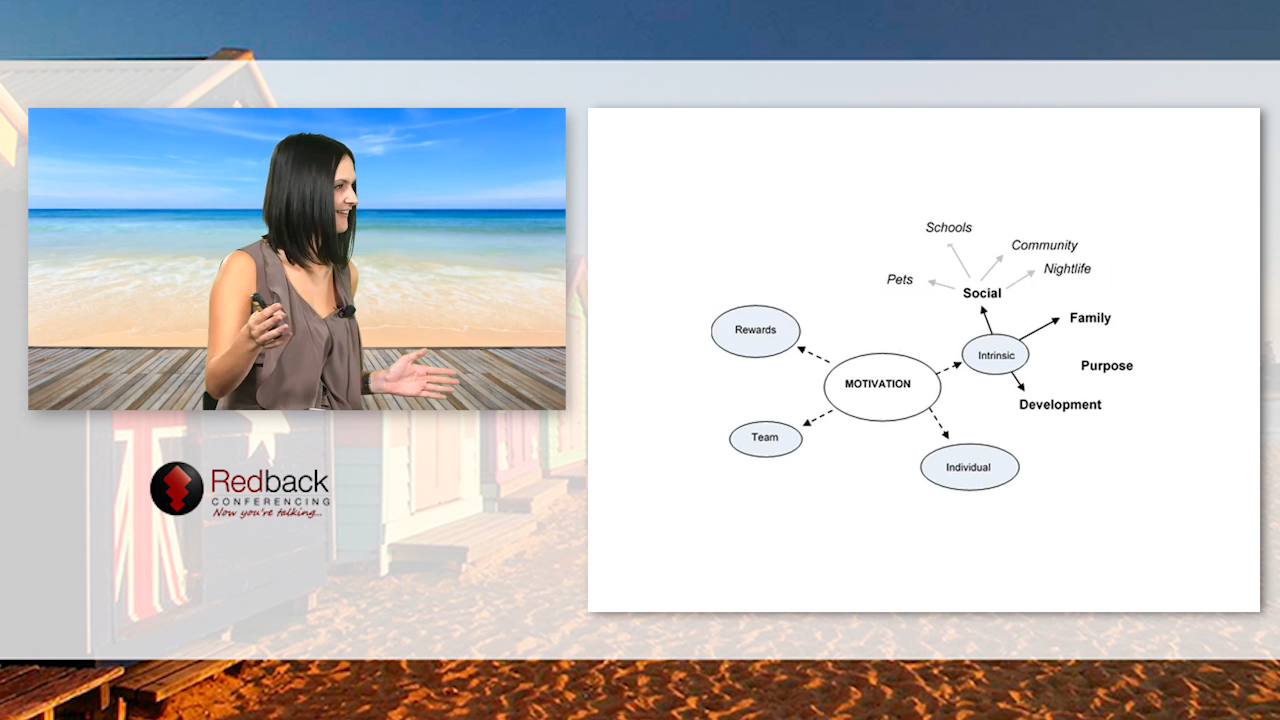 Schools
Community
Nightlife
Pets
Social
Family
Rewards
Intrinsic
Purpose
MOTIVATION
Development
Team
Individual
Redback
CONFERENCING
Now you're talking...